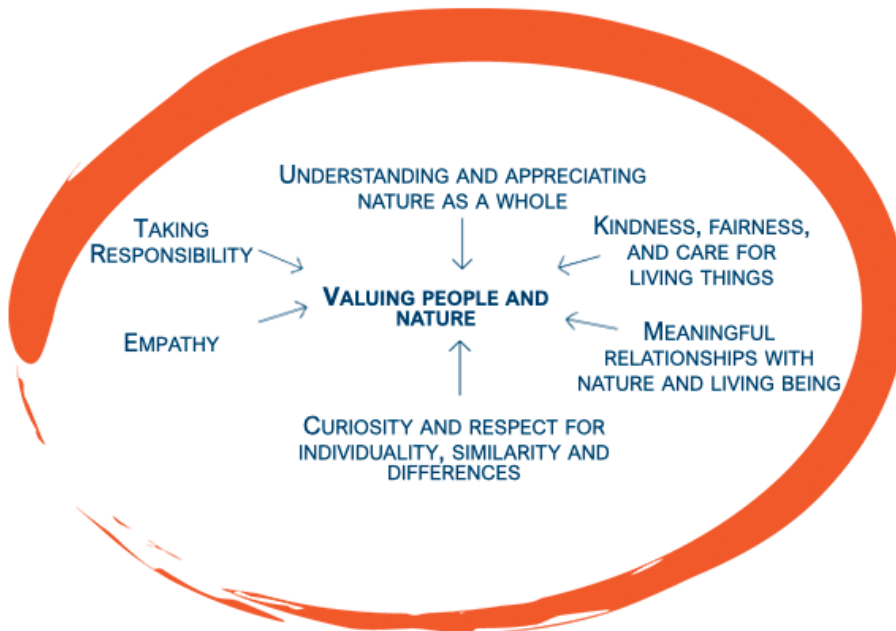 UNDERSTANDING AND APPRECIATING
NATURE AS A WHOLE
TAKING
RESPONSIBILITY
KINDNESS, FAIRNESS,
AND CARE FOR
LIVING THINGS
VALUING PEOPLE AND
NATURE
EMPATHY
MEANINGFUL
RELATIONSHIPS WITH
NATURE AND LIVING BEING
CURIOSITY AND RESPECT FOR
INDIVIDUALITY, SIMILARITY AND
DIFFERENCES